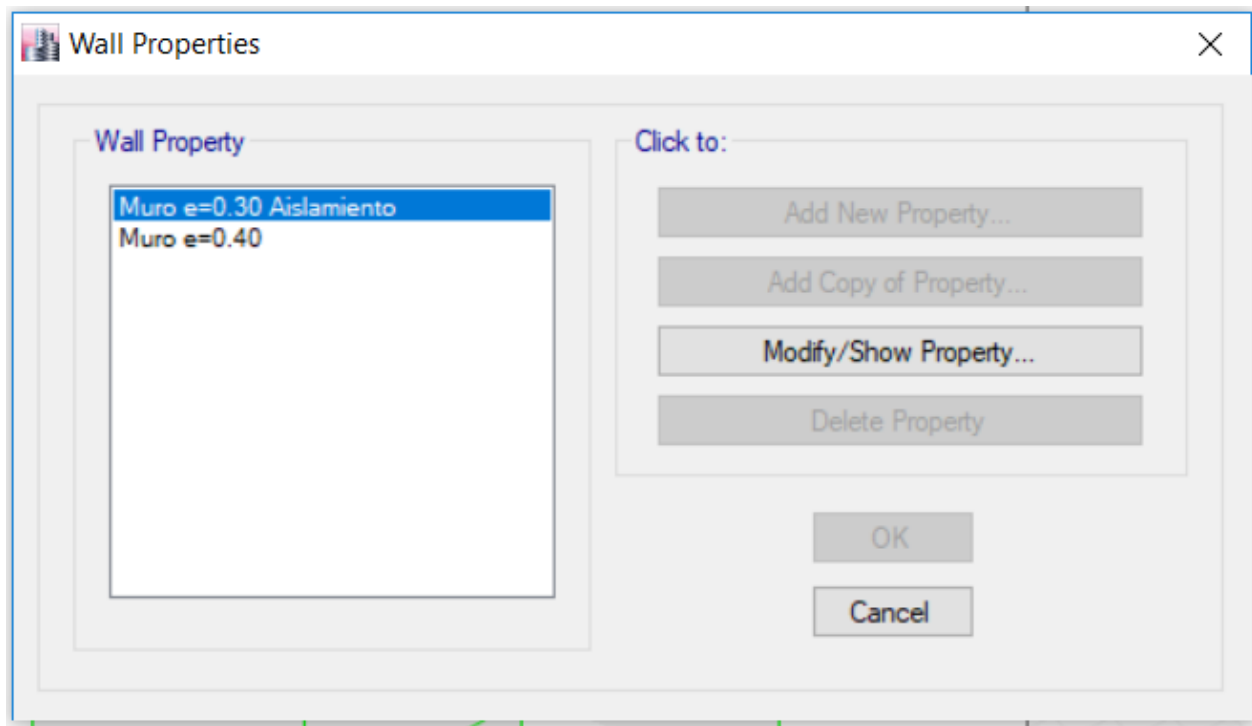 Wall Properties
Wall Property
Muro e=0.30 Aislamiento
Muro e=0.40
Click to:
Add New Property...
Add Copy of Property...
Modify/Show Property...
Delete Property
OK
Cancel